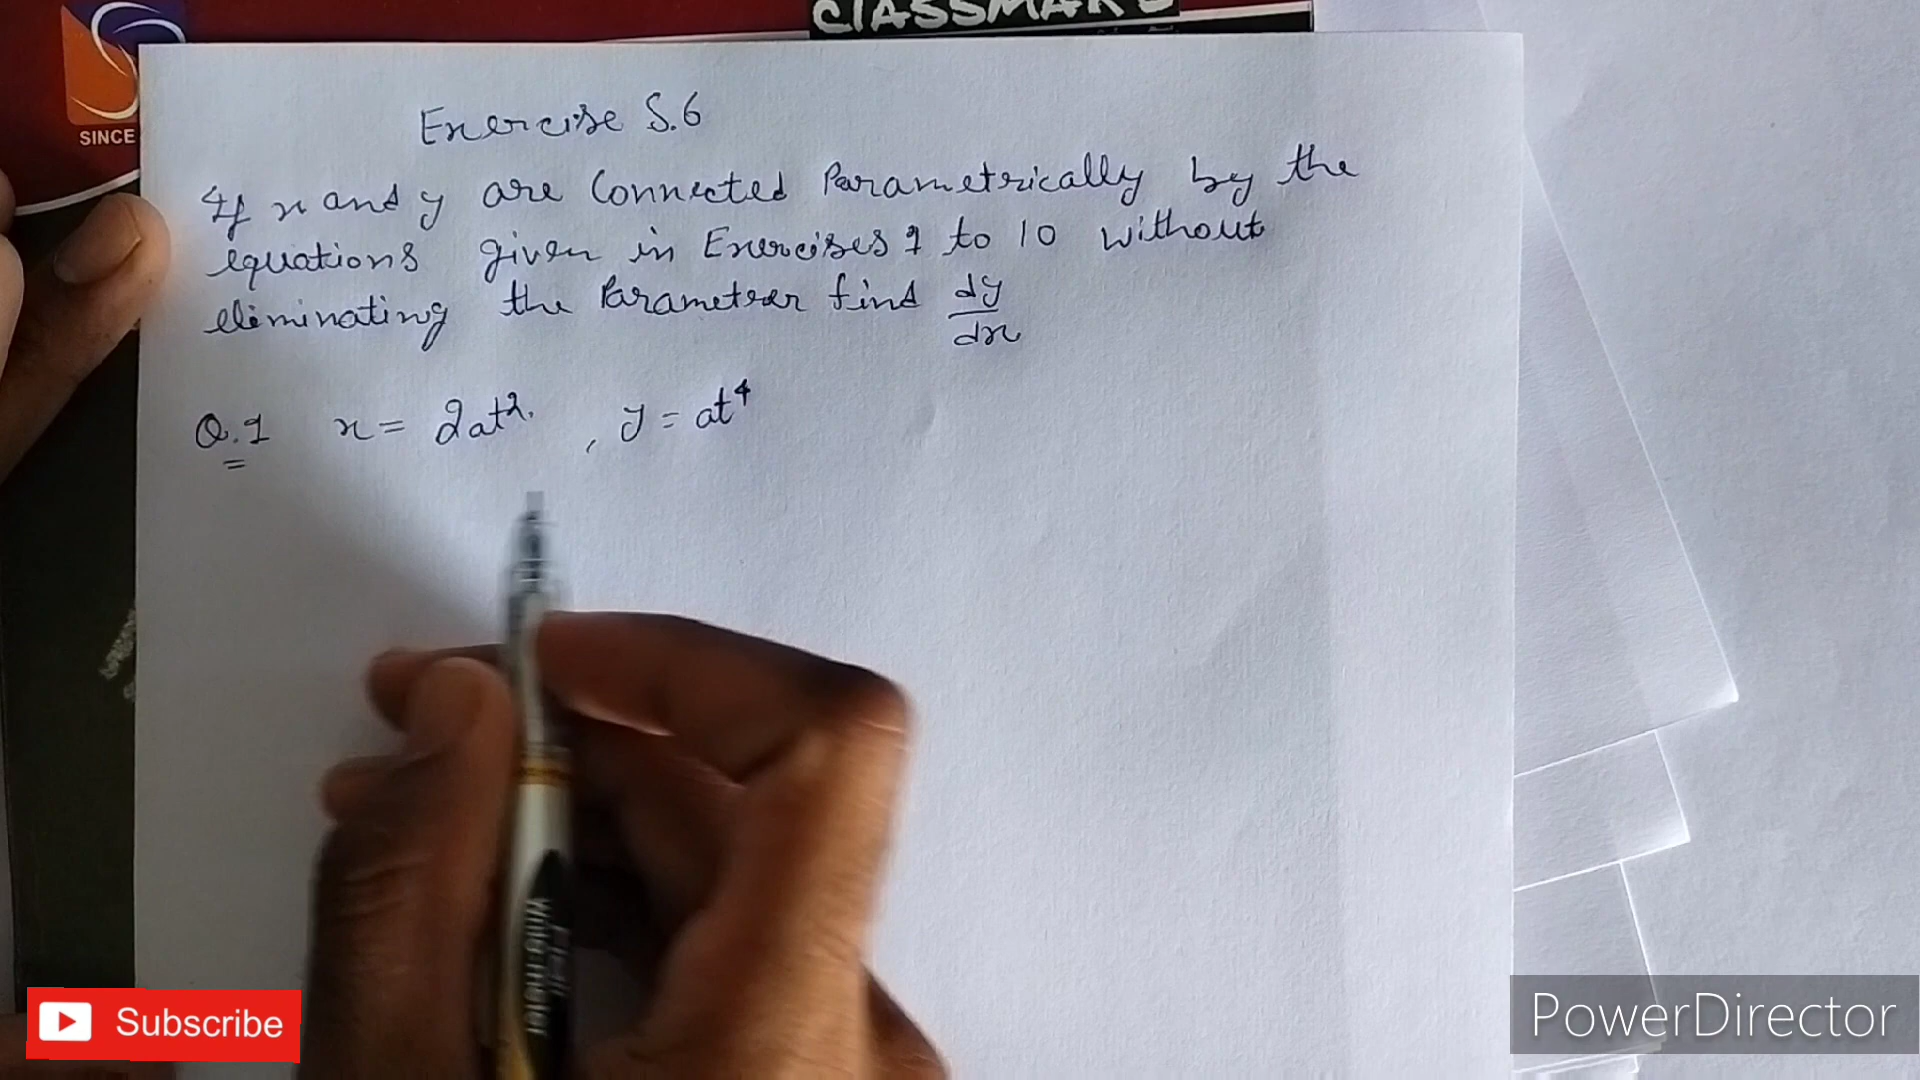 CLASSMATE
SINCE
Exercise 5.6
If x and y are Connected Parametrically by the
equations given in Exercises 1 to 10 without
eliminating the Parameter find dy
dx
Q.1 x = 2at², y = at⁴
Subscribe
PowerDirector